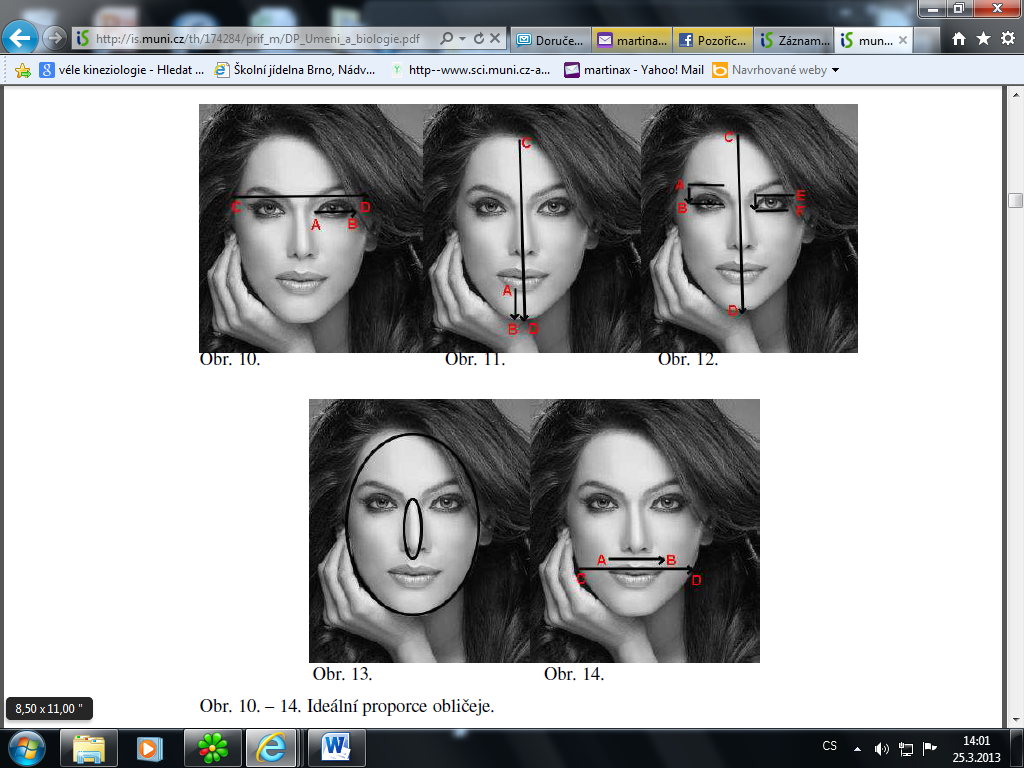 http://is.muni.cz/th/174284/prif_m/DP_Umeni_a_biologie.pdf
Doruče...
martina...
Pozořic...
Záznam...
mun...
véle kineziologie - Hledat ...
Školní jídelna Brno, Nádv...
http--www.sci.muni.cz-a...
martinax - Yahoo! Mail
Navrhované weby
C D
A B
C
A
B D
C
A
B
E
F
D
Obr. 10. Obr. 11. Obr. 12.
A B
C D
Obr. 13. Obr. 14.
Obr. 10. – 14. Ideální proporce obličeje.
8,50 x 11,00 "
CS
14:01
25.3.2013